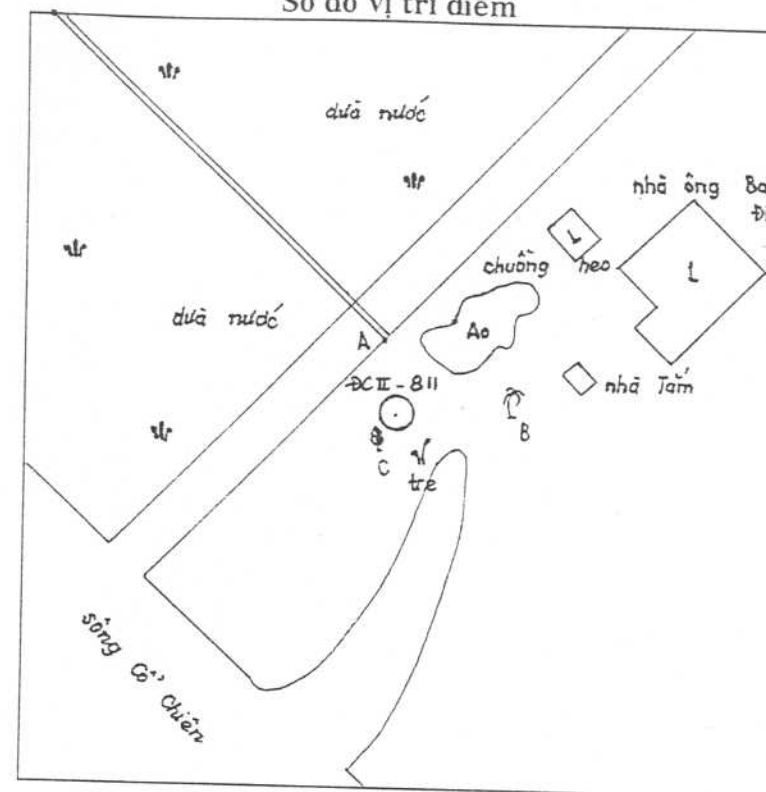 Sơ đồ vị trí điểm
dừa nước
nhà ông Ba
chuồng heo
L
L
dừa nước
Ao
A
ĐCII-811
nhà Tắm
B
C
tre
sông Cổ Chiên